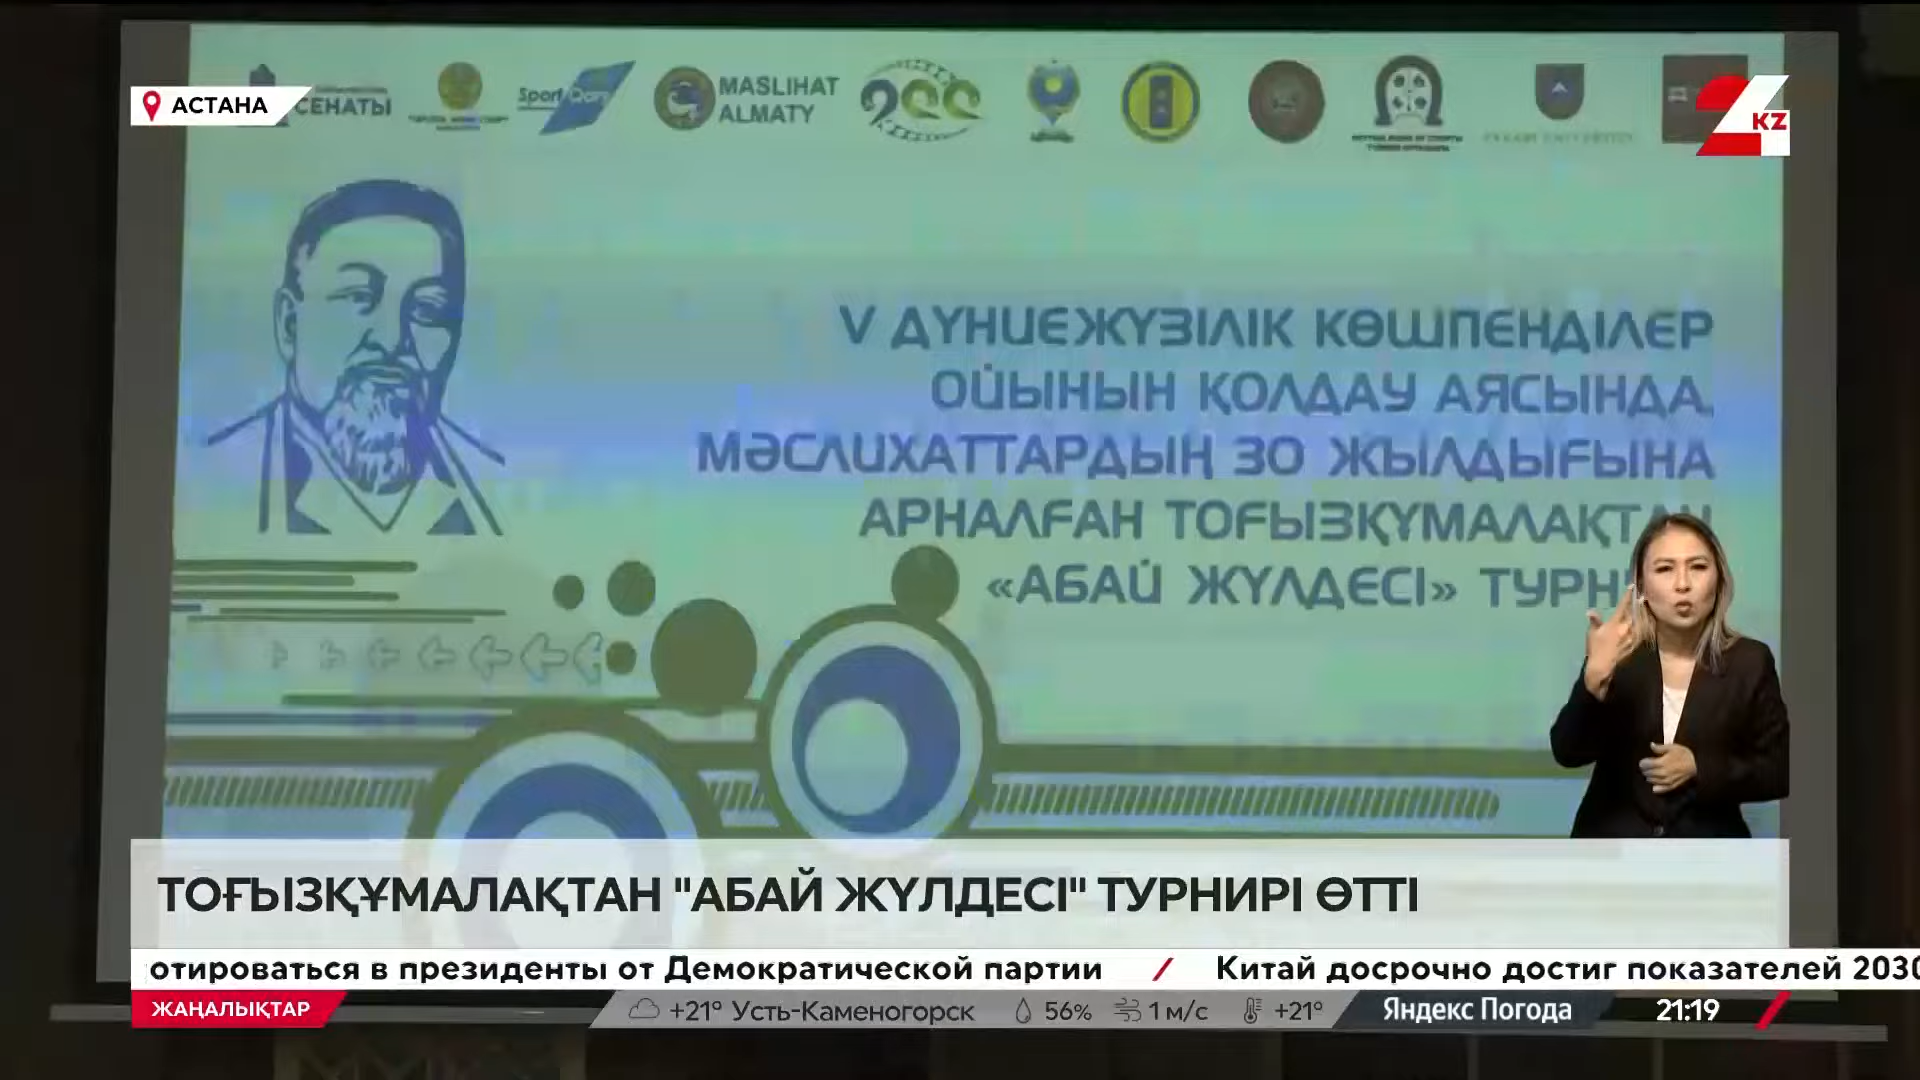 АСТАНА
СЕНАТЫ
Sport Qory
MASLIHAT
ALMATY
KZ
V ДҮНИЕЖҮЗІЛІК КӨШПЕНДІЛЕР
ОЙЫНЫН ҚОЛДАУ АЯСЫНДА,
МӘСЛИХАТТАРДЫҢ 30 ЖЫЛДЫҒЫНА
АРНАЛҒАН ТОҒЫЗҚҰМАЛАҚТАН
«АБАЙ ЖҮЛДЕСІ» ТУРН
ТОҒЫЗҚҰМАЛАҚТАН "АБАЙ ЖҮЛДЕСІ" ТУРНИРІ ӨТТІ
отироваться в президенты от Демократической партии / Китай досрочно достиг показателей 2030
ЖАҢАЛЫҚТАР +21° Усть-Каменогорск 56% 1 м/с +21° Яндекс Погода 21:19